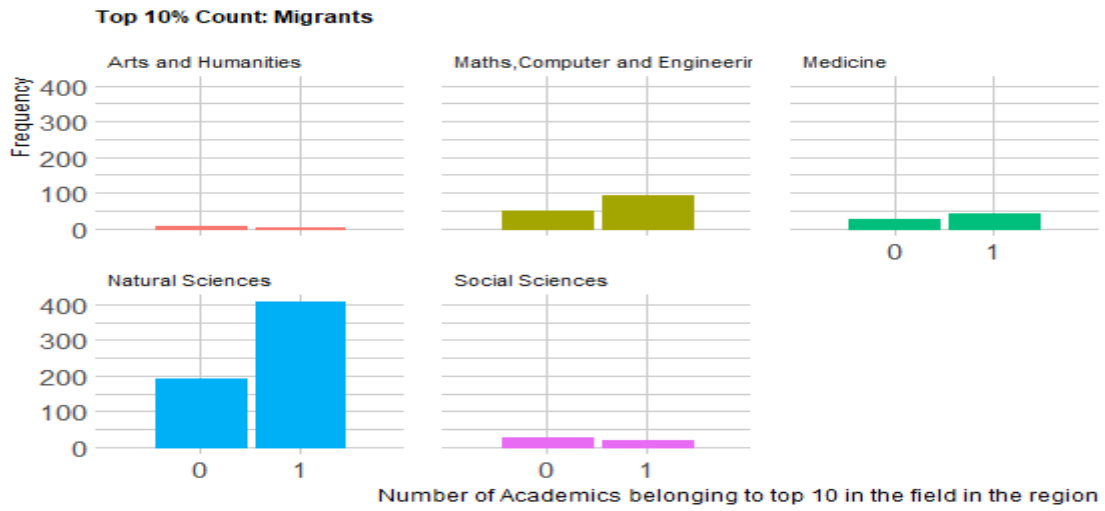 Top 10% Count: Migrants
Arts and Humanities
Maths,Computer and Engineerir
Medicine
Frequency
400
300
200
100
0
0 1
Natural Sciences
Social Sciences
400
300
200
100
0
0 1
0 1
Number of Academics belonging to top 10 in the field in the region